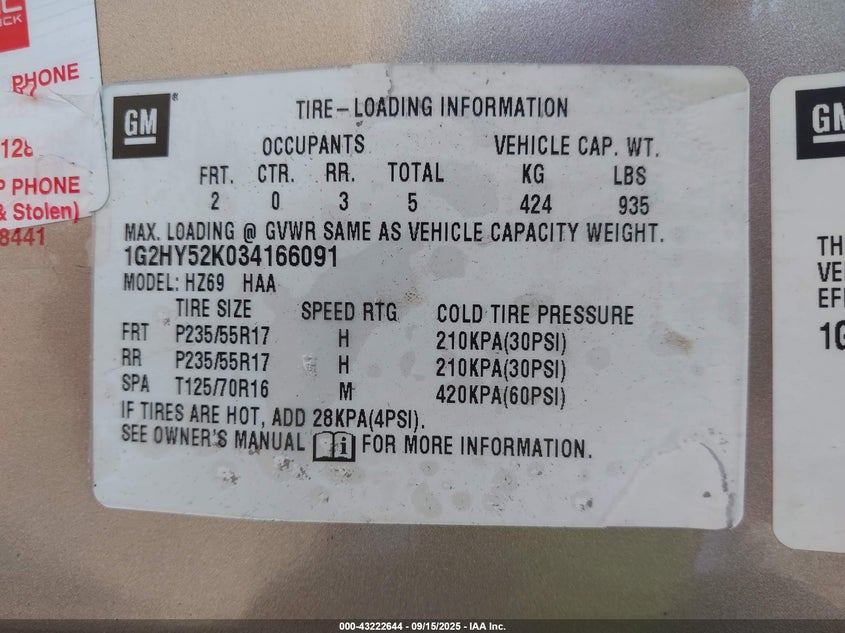 OCK
PHONE
128
P PHONE
& Stolen)
8441
GM
TIRE-LOADING INFORMATION
OCCUPANTS VEHICLE CAP. WT.
FRT. CTR. RR. TOTAL KG LBS
2 0 3 5 424 935
MAX. LOADING @ GVWR SAME AS VEHICLE CAPACITY WEIGHT.
1G2HY52K034166091
MODEL: HZ69 HAA
TIRE SIZE SPEED RTG COLD TIRE PRESSURE
FRT P235/55R17 H 210KPA(30PSI)
RR P235/55R17 H 210KPA(30PSI)
SPA T125/70R16 M 420KPA(60PSI)
IF TIRES ARE HOT, ADD 28KPA(4PSI).
SEE OWNER'S MANUAL i FOR MORE INFORMATION.
GM
TH
VE
EF
1G
000-43222644 - 09/15/2025 - IAA Inc.